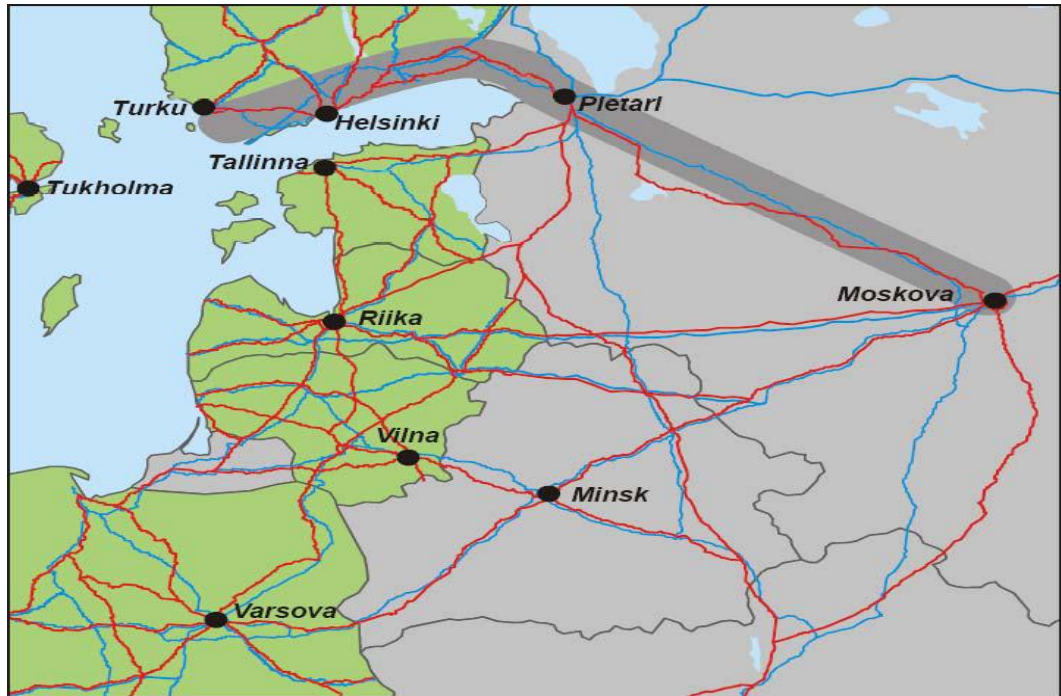 Turku
Helsinki
Pietari
Tallinna
Tukholma
Moskova
Riika
Vilna
Minsk
Varsova